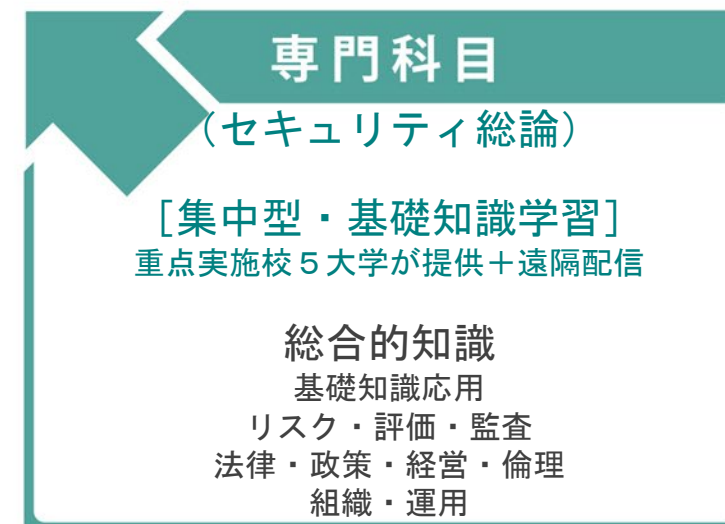 専門科目
（セキュリティ総論）
［集中型・基礎知識学習］
重点実施校５大学が提供＋遠隔配信
総合的知識
基礎知識応用
リスク・評価・監査
法律・政策・経営・倫理
組織・運用